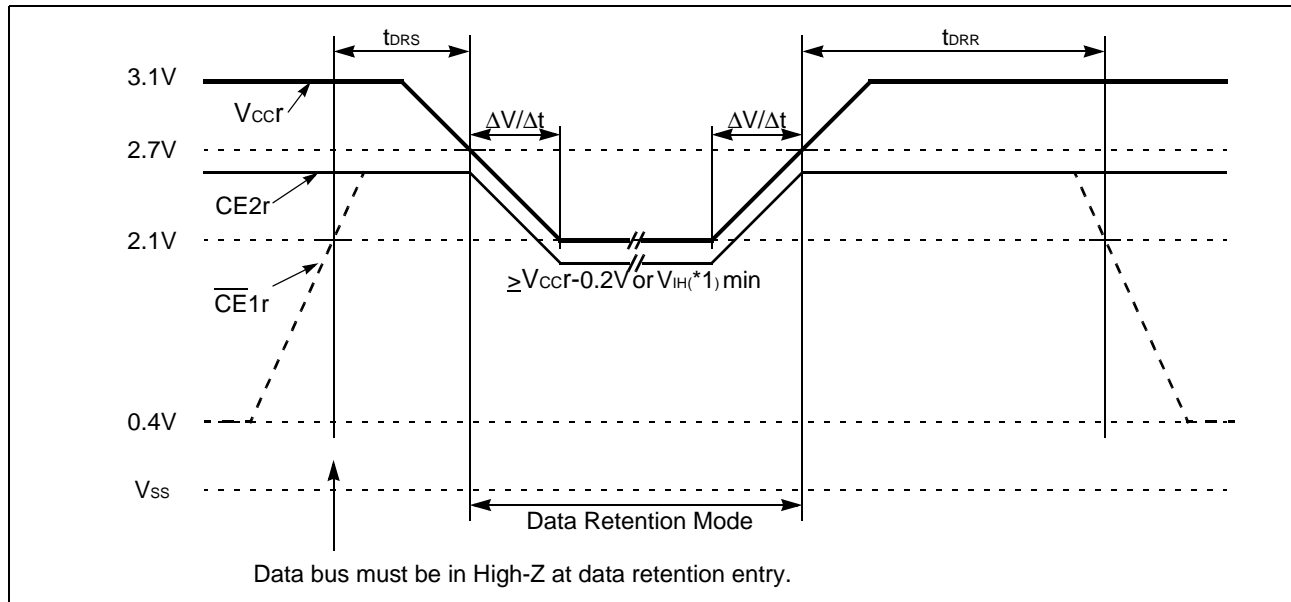 tDRS
tDRR
3.1V
VCCr
ΔV/Δt
ΔV/Δt
2.7V
CE2r
2.1V
≥VCCr-0.2V or VIH(*1) min
C̅E̅1r
0.4V
VSS
Data Retention Mode
Data bus must be in High-Z at data retention entry.